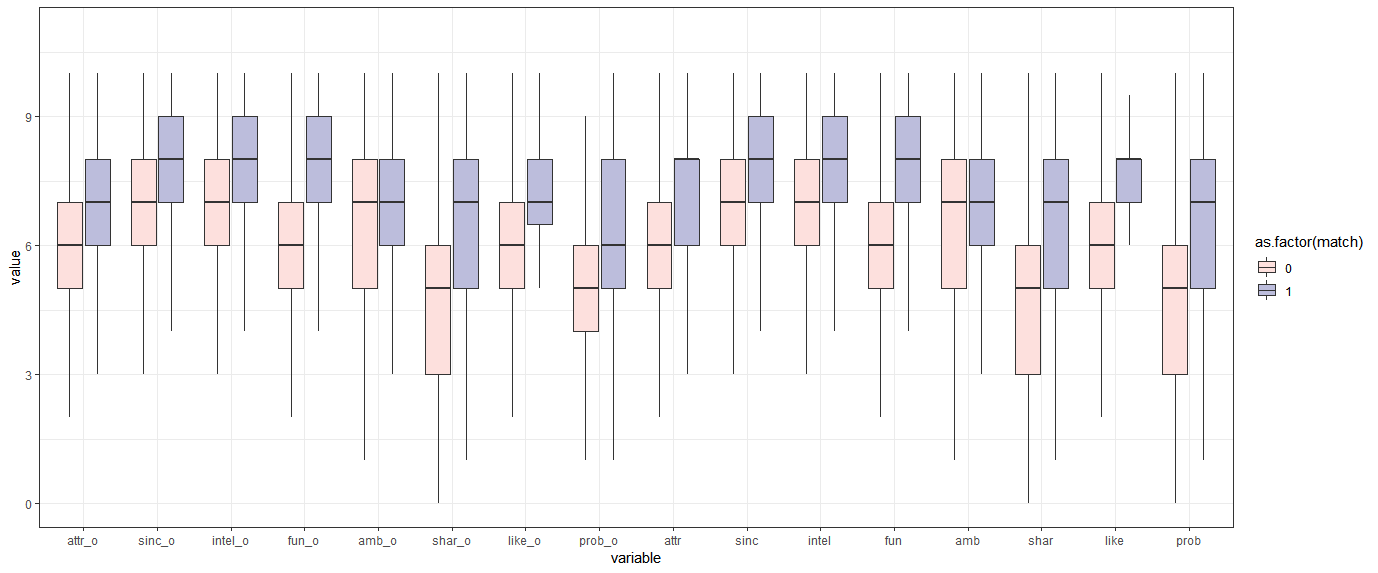 value
9
6
3
0
attr_o sinc_o intel_o fun_o amb_o shar_o like_o prob_o attr sinc intel fun amb shar like prob
variable
as.factor(match)
0
1